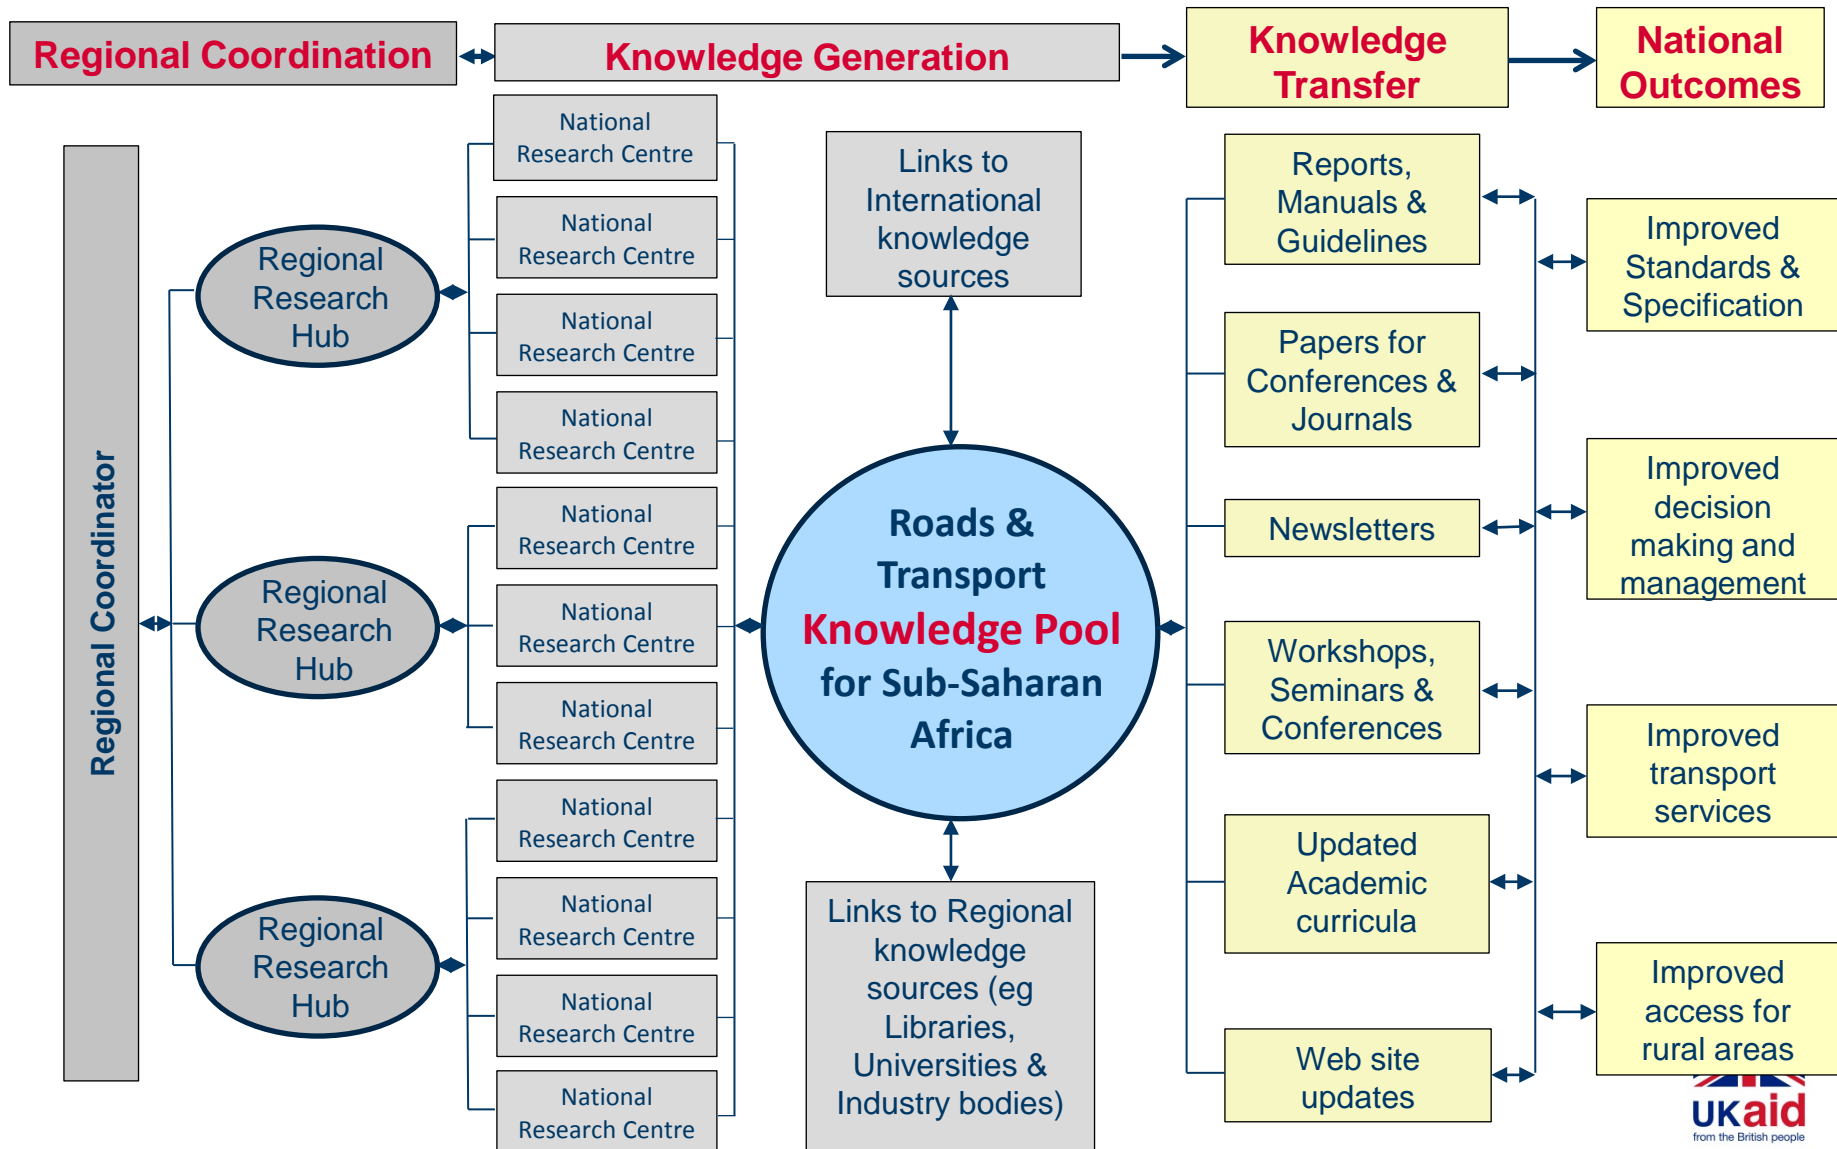 Regional Coordination
Knowledge Generation
Knowledge
Transfer
National
Outcomes
Regional Coordinator
Regional
Research
Hub
Regional
Research
Hub
Regional
Research
Hub
National
Research Centre
National
Research Centre
National
Research Centre
National
Research Centre
National
Research Centre
National
Research Centre
National
Research Centre
National
Research Centre
National
Research Centre
National
Research Centre
National
Research Centre
Links to
International
knowledge
sources
Roads &
Transport
Knowledge Pool
for Sub-Saharan
Africa
Links to Regional
knowledge
sources (eg
Libraries,
Universities &
Industry bodies)
Reports,
Manuals &
Guidelines
Papers for
Conferences &
Journals
Newsletters
Workshops,
Seminars &
Conferences
Updated
Academic
curricula
Web site
updates
Improved
Standards &
Specification
Improved
decision
making and
management
Improved
transport
services
Improved
access for
rural areas
UKaid
from the British people